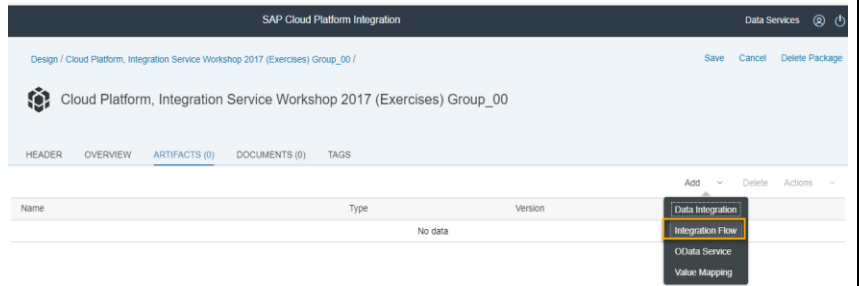 SAP Cloud Platform Integration
Data Services
Design / Cloud Platform, Integration Service Workshop 2017 (Exercises) Group_00 /
Save Cancel Delete Package
Cloud Platform, Integration Service Workshop 2017 (Exercises) Group_00
HEADER OVERVIEW ARTIFACTS (0) DOCUMENTS (0) TAGS
Add Delete Actions
Name Type Version
Data Integration
No data
Integration Flow
OData Service
Value Mapping